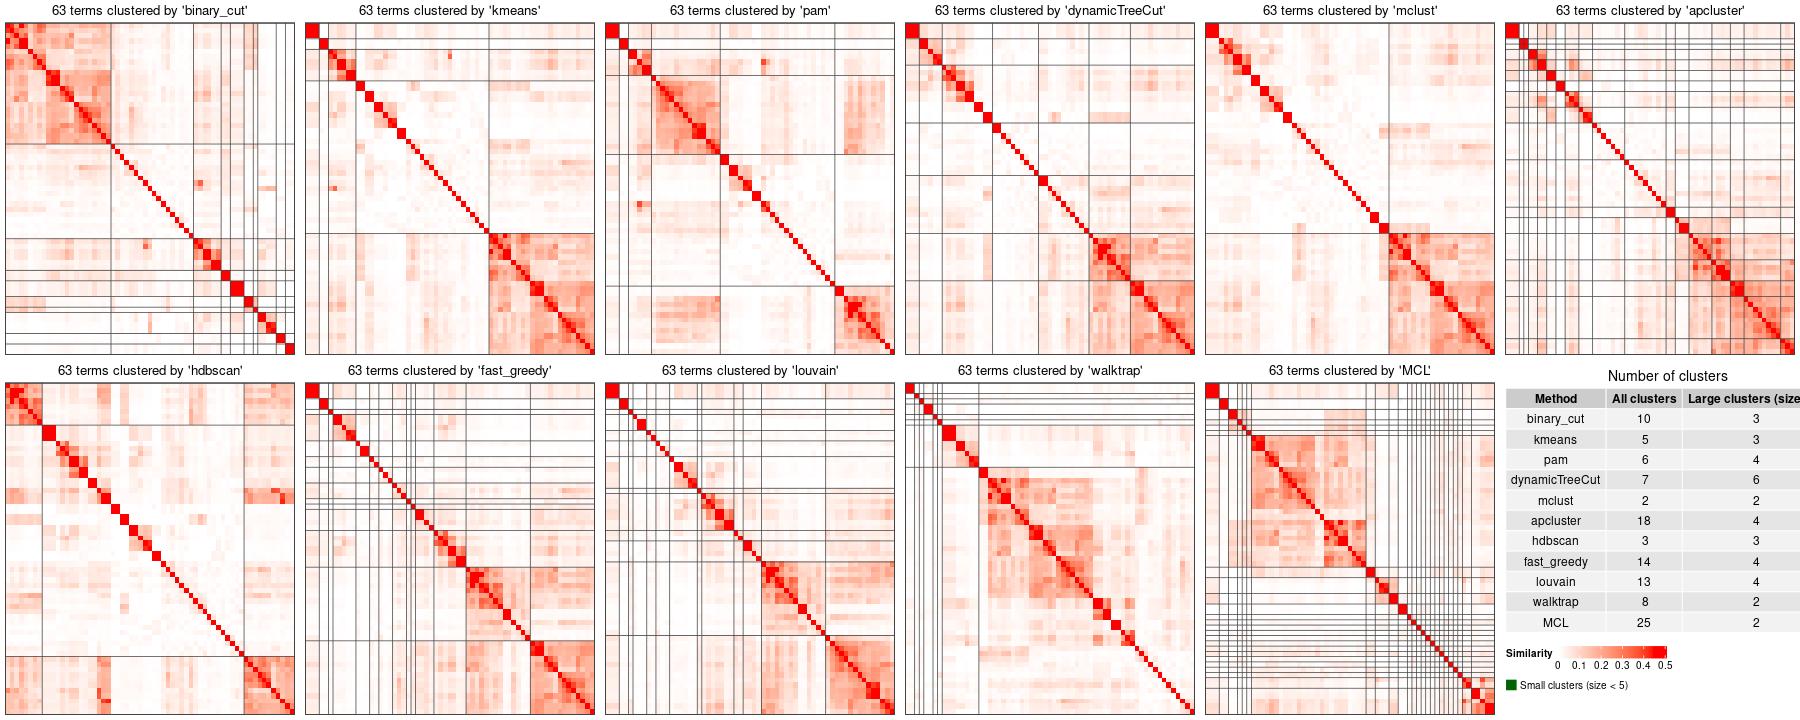 63 terms clustered by 'binary_cut'
63 terms clustered by 'kmeans'
63 terms clustered by 'pam'
63 terms clustered by 'dynamicTreeCut'
63 terms clustered by 'mclust'
63 terms clustered by 'apcluster'
63 terms clustered by 'hdbscan'
63 terms clustered by 'fast_greedy'
63 terms clustered by 'louvain'
63 terms clustered by 'walktrap'
63 terms clustered by 'MCL'
Number of clusters
Method All clusters Large clusters (size
binary_cut 10 3
kmeans 5 3
pam 6 4
dynamicTreeCut 7 6
mclust 2 2
apcluster 18 4
hdbscan 3 3
fast_greedy 14 4
louvain 13 4
walktrap 8 2
MCL 25 2
Similarity
0 0.1 0.2 0.3 0.4 0.5
Small clusters (size < 5)